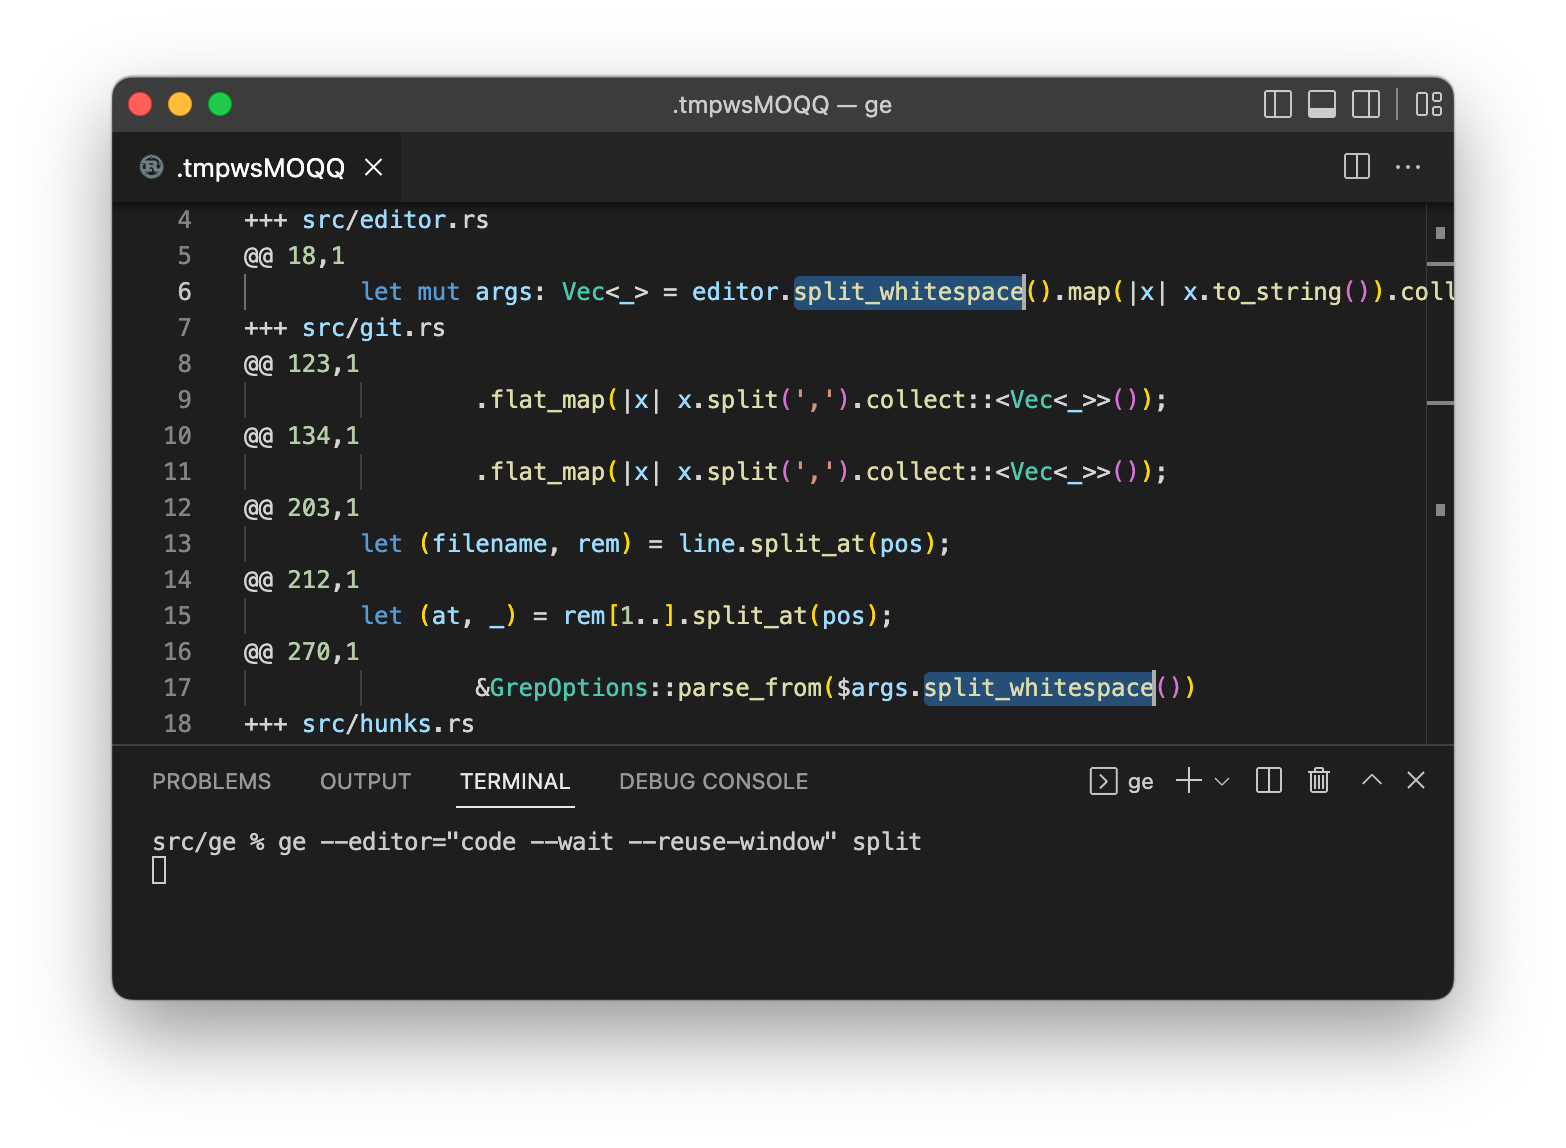 .tmpwsMOQQ — ge
.tmpwsMOQQ
4 +++ src/editor.rs
5 @@ 18,1
6         let mut args: Vec<_> = editor.split_whitespace().map(|x| x.to_string()).coll
7 +++ src/git.rs
8 @@ 123,1
9                 .flat_map(|x| x.split(',').collect::<Vec<_>>());
10 @@ 134,1
11                 .flat_map(|x| x.split(',').collect::<Vec<_>>());
12 @@ 203,1
13         let (filename, rem) = line.split_at(pos);
14 @@ 212,1
15         let (at, _) = rem[1..].split_at(pos);
16 @@ 270,1
17                 &GrepOptions::parse_from($args.split_whitespace())
18 +++ src/hunks.rs
PROBLEMS OUTPUT TERMINAL DEBUG CONSOLE ge
src/ge % ge --editor="code --wait --reuse-window" split